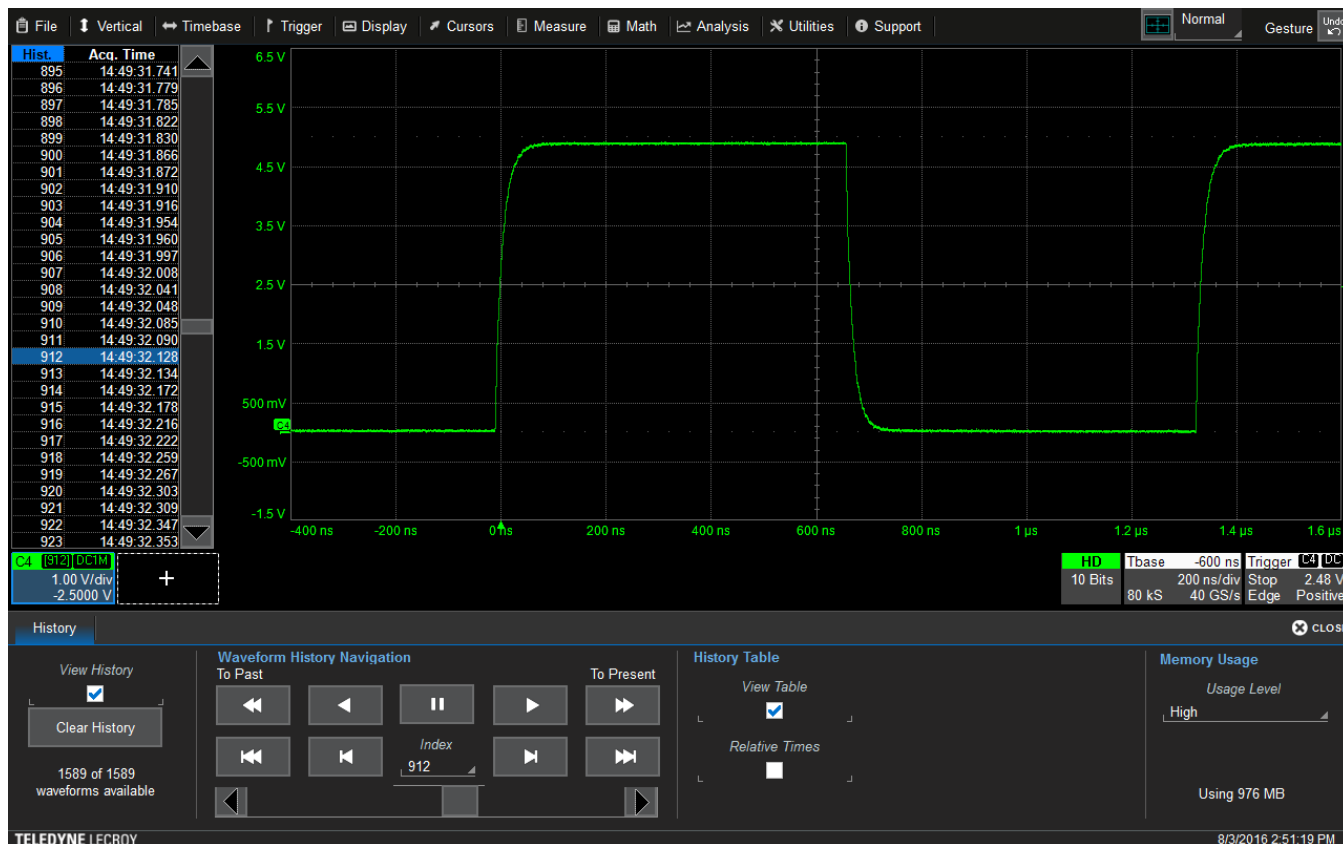 File Vertical Timebase Trigger Display Cursors Measure Math Analysis Utilities Support Normal Gesture Undo
Hist. Acq. Time
895 14:49:31.741
896 14:49:31.779
897 14:49:31.785
898 14:49:31.822
899 14:49:31.830
900 14:49:31.866
901 14:49:31.872
902 14:49:31.910
903 14:49:31.916
904 14:49:31.954
905 14:49:31.960
906 14:49:31.997
907 14:49:32.008
908 14:49:32.041
909 14:49:32.048
910 14:49:32.085
911 14:49:32.090
912 14:49:32.128
913 14:49:32.134
914 14:49:32.172
915 14:49:32.178
916 14:49:32.216
917 14:49:32.222
918 14:49:32.259
919 14:49:32.267
920 14:49:32.303
921 14:49:32.309
922 14:49:32.347
923 14:49:32.353
6.5 V
5.5 V
4.5 V
3.5 V
2.5 V
1.5 V
500 mV
C4
-500 mV
-1.5 V
-400 ns -200 ns 0 ns 200 ns 400 ns 600 ns 800 ns 1 µs 1.2 µs 1.4 µs 1.6 µs
C4 [912] DC1M
1.00 V/div
-2.5000 V
+
HD
10 Bits
Tbase -600 ns
200 ns/div
80 kS 40 GS/s
Trigger C4 DC
Stop 2.48 V
Edge Positive
History
CLOS
View History
Clear History
1589 of 1589
waveforms available
Waveform History Navigation
To Past To Present
Index
912
History Table
View Table
Relative Times
Memory Usage
Usage Level
High
Using 976 MB
TELEDYNE LECROY 8/3/2016 2:51:19 PM